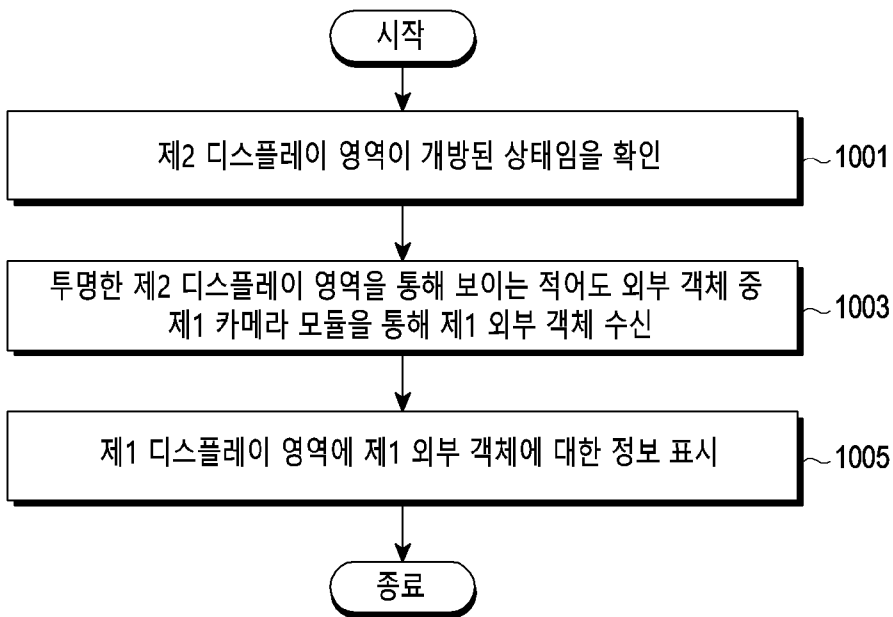 시작
제2 디스플레이 영역이 개방된 상태임을 확인
1001
투명한 제2 디스플레이 영역을 통해 보이는 적어도 외부 객체 중
제1 카메라 모듈을 통해 제1 외부 객체 수신
1003
제1 디스플레이 영역에 제1 외부 객체에 대한 정보 표시
1005
종료